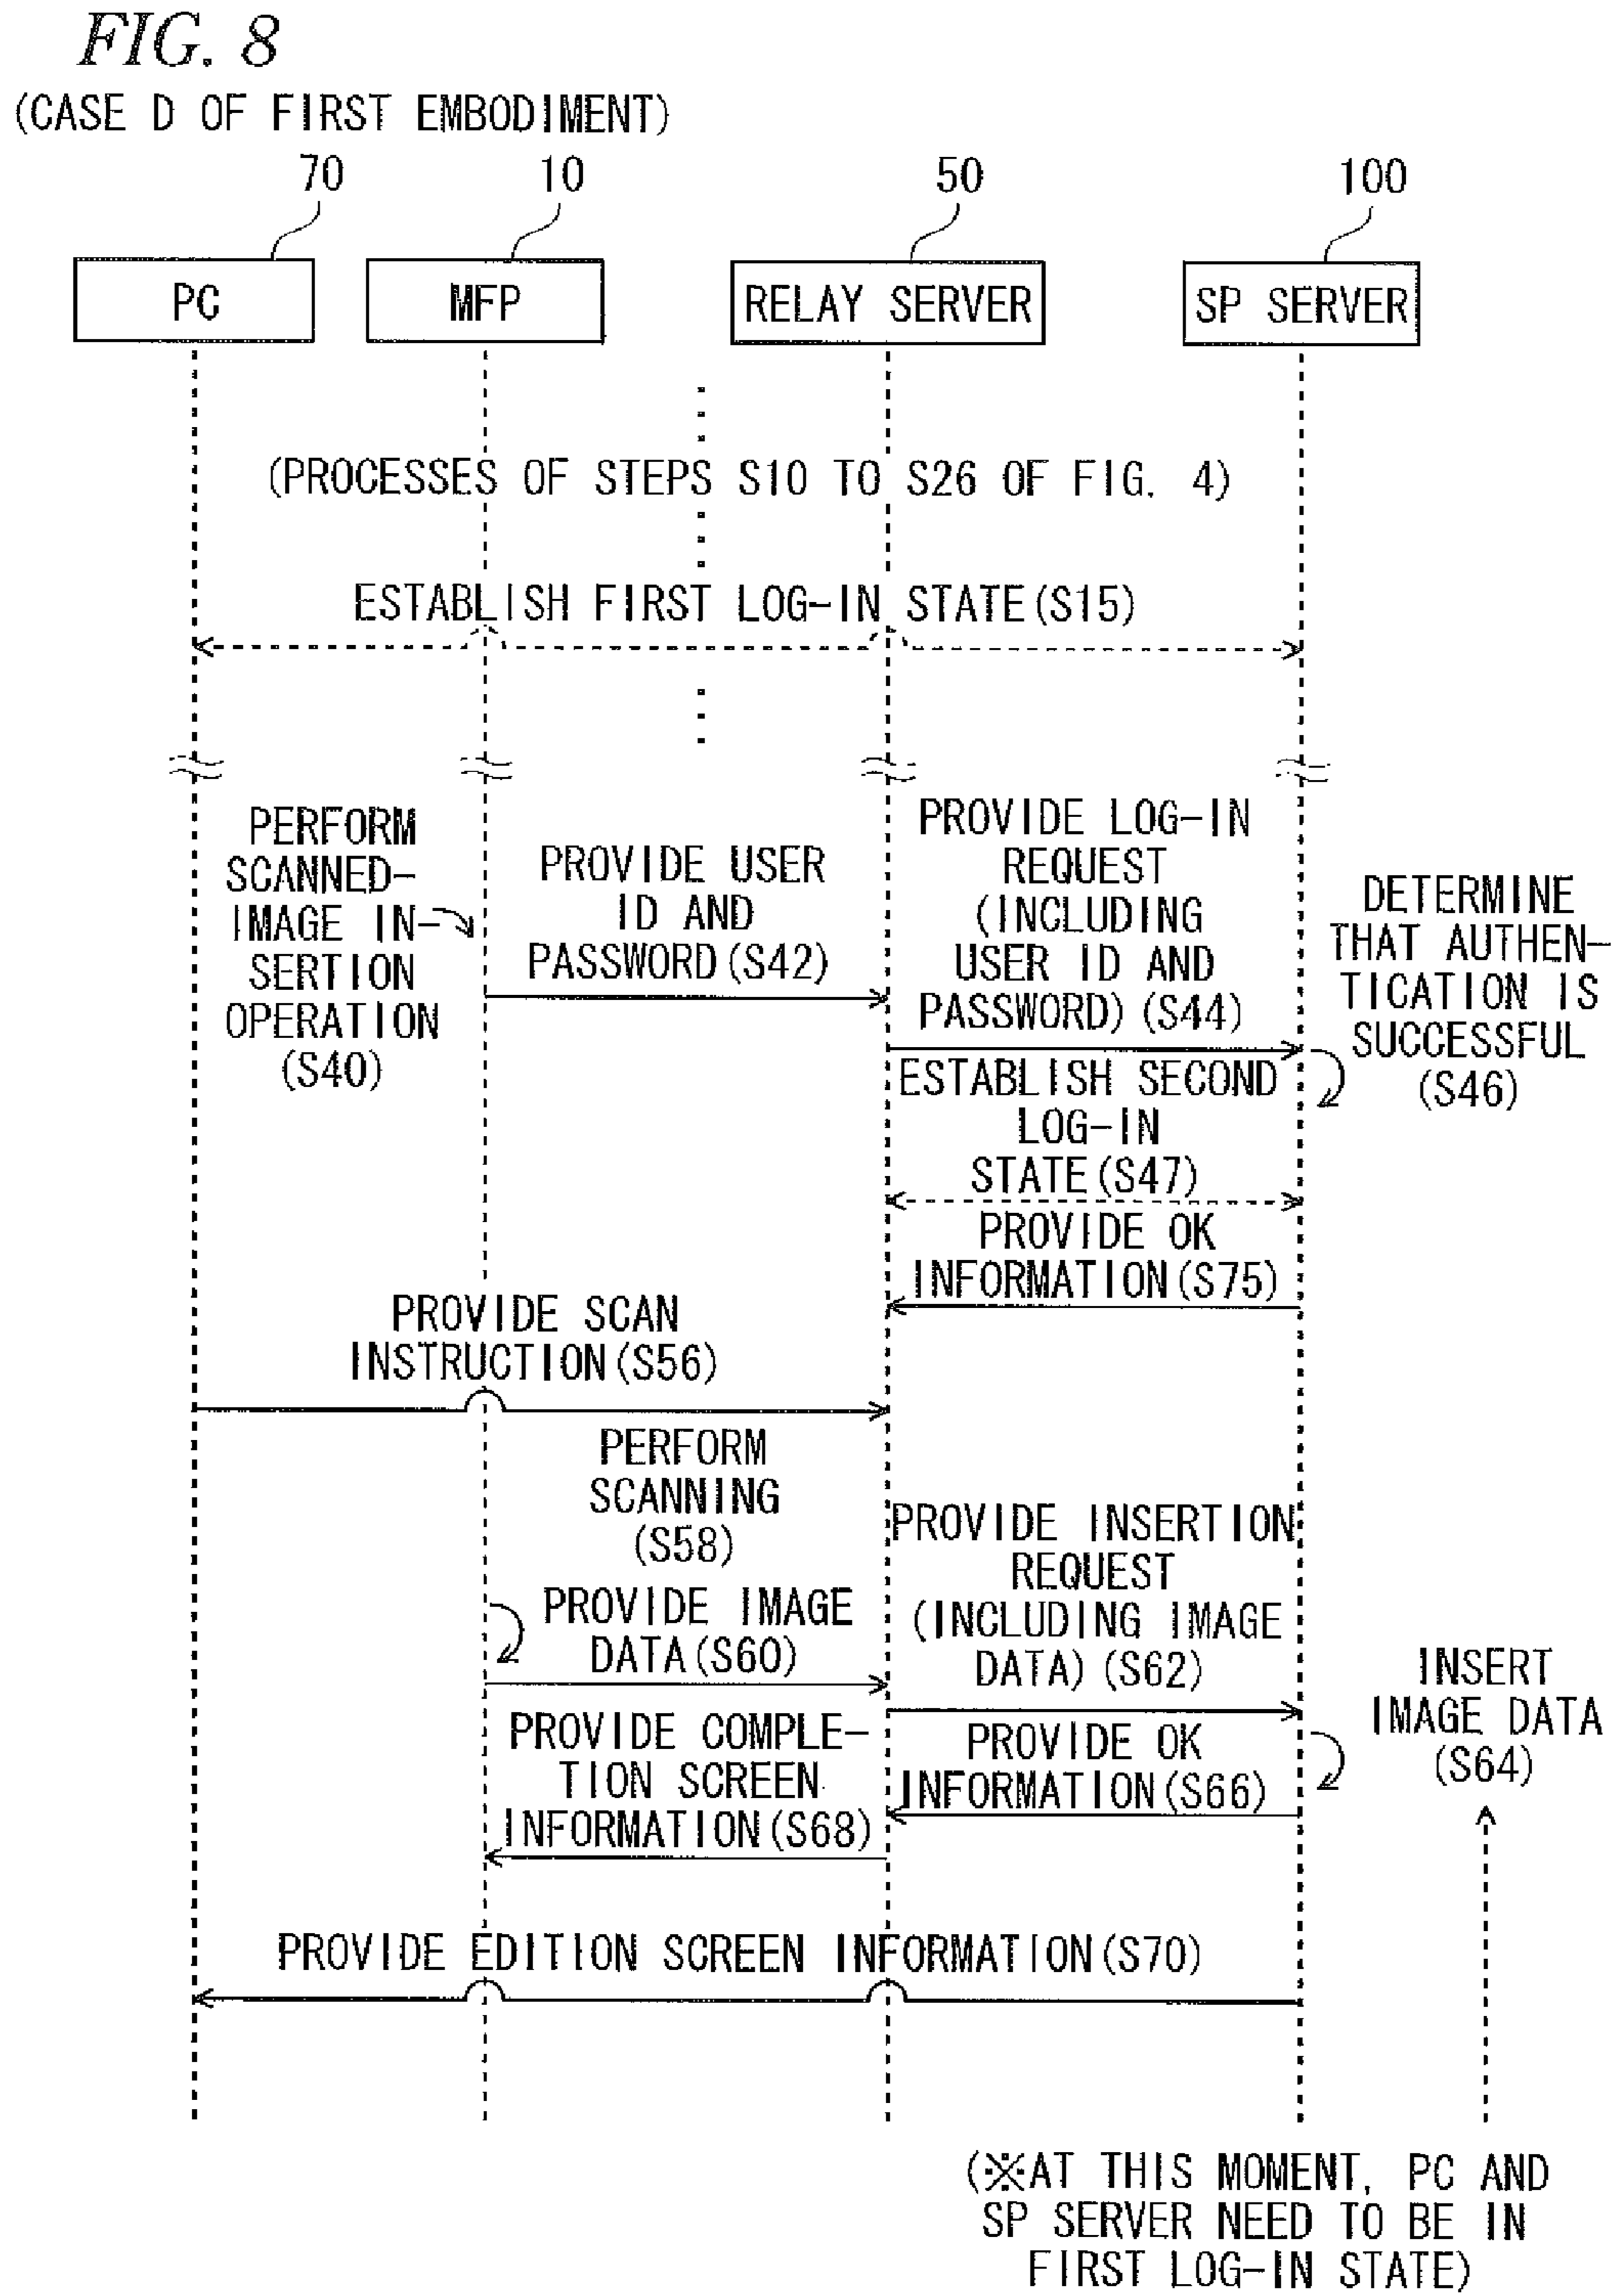 FIG. 8
(CASE D OF FIRST EMBODIMENT)
70
10
50
100
PC
MFP
RELAY SERVER
SP SERVER
(PROCESSES OF STEPS S10 TO S26 OF FIG. 4)
ESTABLISH FIRST LOG-IN STATE(S15)
PERFORM
SCANNED-
IMAGE IN-
SERTION
OPERATION
(S40)
PROVIDE USER
ID AND
PASSWORD(S42)
PROVIDE LOG-IN
REQUEST
(INCLUDING
USER ID AND
PASSWORD)(S44)
DETERMINE
THAT AUTHEN-
TICATION IS
SUCCESSFUL
(S46)
ESTABLISH SECOND
LOG-IN
STATE(S47)
PROVIDE OK
INFORMATION(S75)
PROVIDE SCAN
INSTRUCTION(S56)
PERFORM
SCANNING
(S58)
PROVIDE IMAGE
DATA(S60)
PROVIDE INSERTION
REQUEST
(INCLUDING IMAGE
DATA)(S62)
INSERT
IMAGE DATA
(S64)
PROVIDE OK
INFORMATION(S66)
PROVIDE COMPLE-
TION SCREEN
INFORMATION(S68)
PROVIDE EDITION SCREEN INFORMATION(S70)
(※AT THIS MOMENT, PC AND
SP SERVER NEED TO BE IN
FIRST LOG-IN STATE)